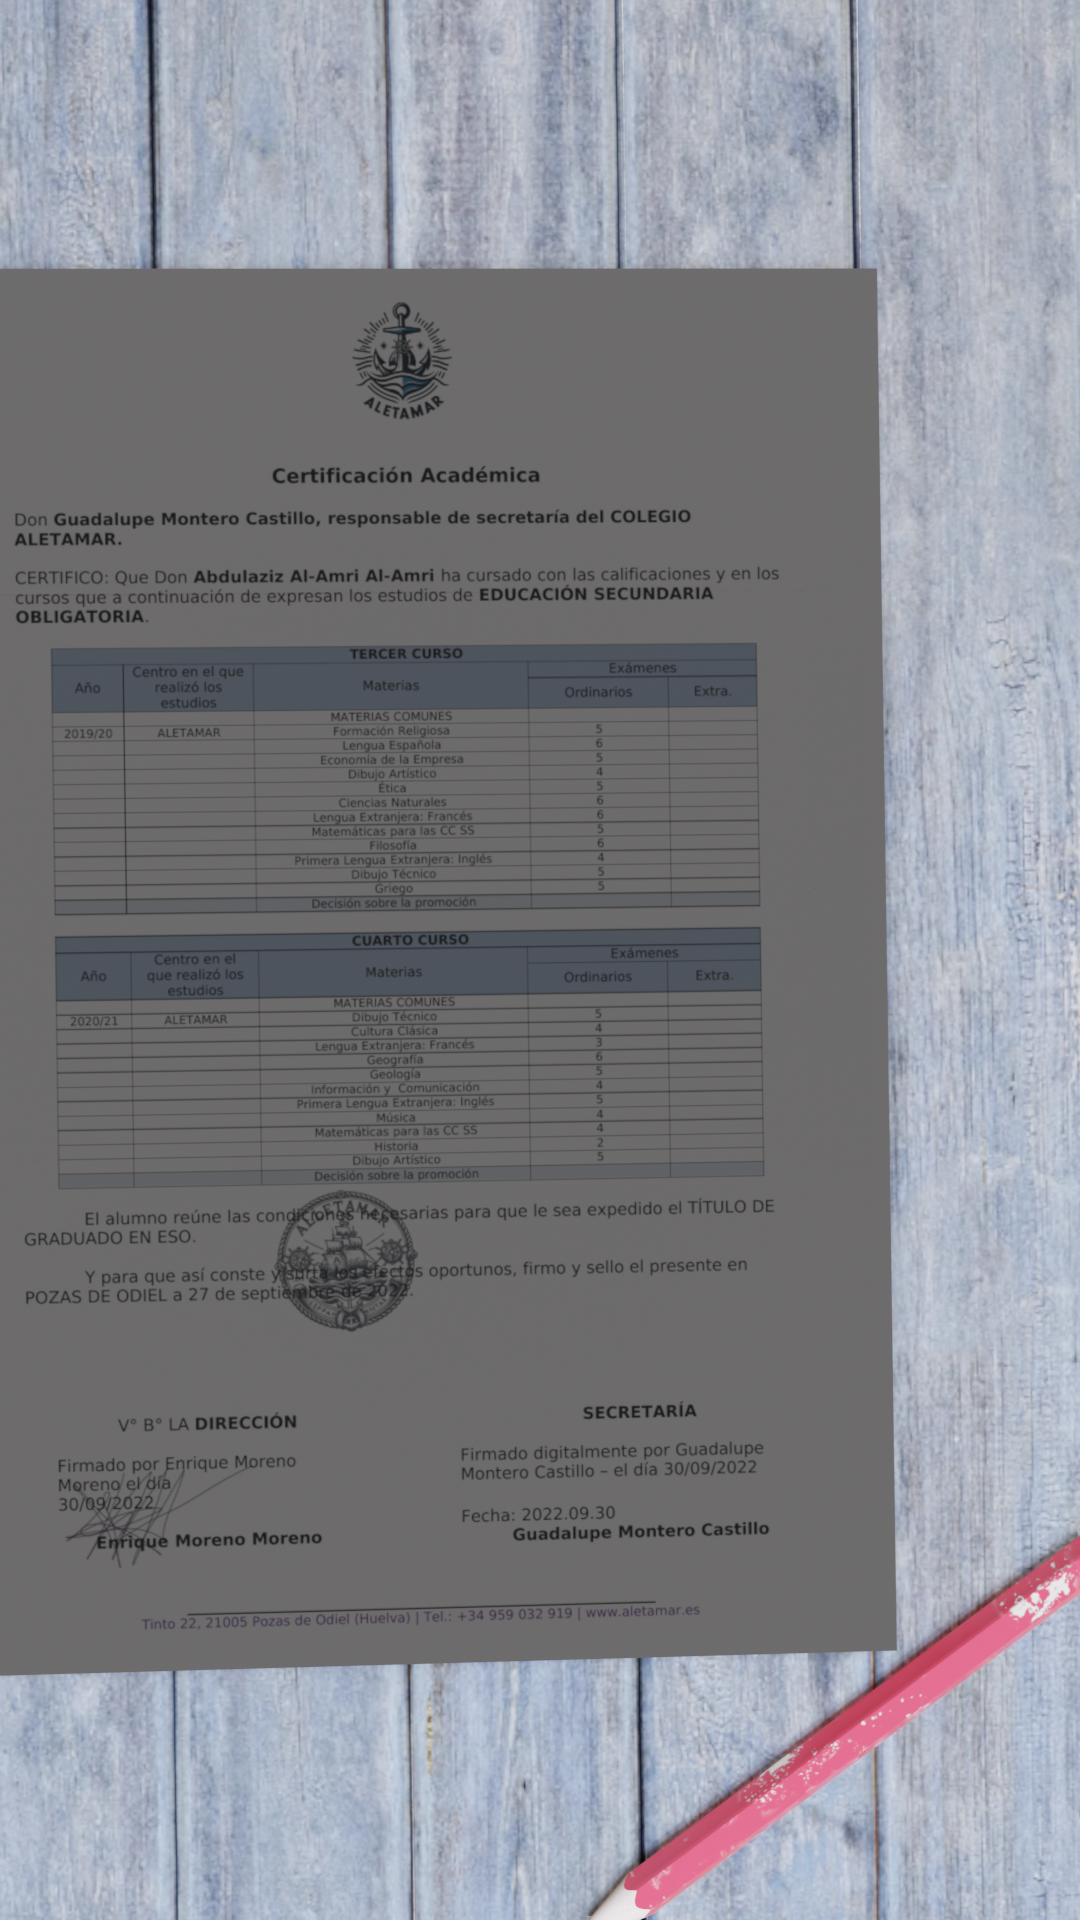 ALETAMAR
Certificación Académica
Don Guadalupe Montero Castillo, responsable de secretaría del COLEGIO
ALETAMAR.
CERTIFICO: Que Don Abdulaziz Al-Amri Al-Amri ha cursado con las calificaciones y en los
cursos que a continuación de expresan los estudios de EDUCACIÓN SECUNDARIA
OBLIGATORIA.
TERCER CURSO
Año Centro en el que realizó los estudios Materias Exámenes
Ordinarios Extra.
MATERIAS COMUNES
2019/20 ALETAMAR Formación Religiosa 5
Lengua Española 6
Economía de la Empresa 5
Dibujo Artístico 4
Ética 5
Ciencias Naturales 6
Lengua Extranjera: Francés 6
Matemáticas para las CC SS 5
Filosofía 6
Primera Lengua Extranjera: Inglés 4
Dibujo Técnico 5
Griego 5
Decisión sobre la promoción
CUARTO CURSO
Año Centro en el que realizó los estudios Materias Exámenes
Ordinarios Extra.
MATERIAS COMUNES
2020/21 ALETAMAR Dibujo Técnico 5
Cultura Clásica 4
Lengua Extranjera: Francés 3
Geografía 6
Geología 5
Información y  Comunicación 4
Primera Lengua Extranjera: Inglés 5
Música 4
Matemáticas para las CC SS 4
Historia 2
Dibujo Artístico 5
Decisión sobre la promoción
El alumno reúne las condiciones necesarias para que le sea expedido el TÍTULO DE
GRADUADO EN ESO.
ALETAMAR
Y para que así conste y surta los efectos oportunos, firmo y sello el presente en
POZAS DE ODIEL a 27 de septiembre de 2022.
V° B° LA DIRECCIÓN
Firmado por Enrique Moreno
Moreno el día
30/09/2022
Enrique Moreno Moreno
SECRETARÍA
Firmado digitalmente por Guadalupe
Montero Castillo – el día 30/09/2022
Fecha: 2022.09.30
Guadalupe Montero Castillo
Tinto 22, 21005 Pozas de Odiel (Huelva) | Tel.: +34 959 032 919 | www.aletamar.es